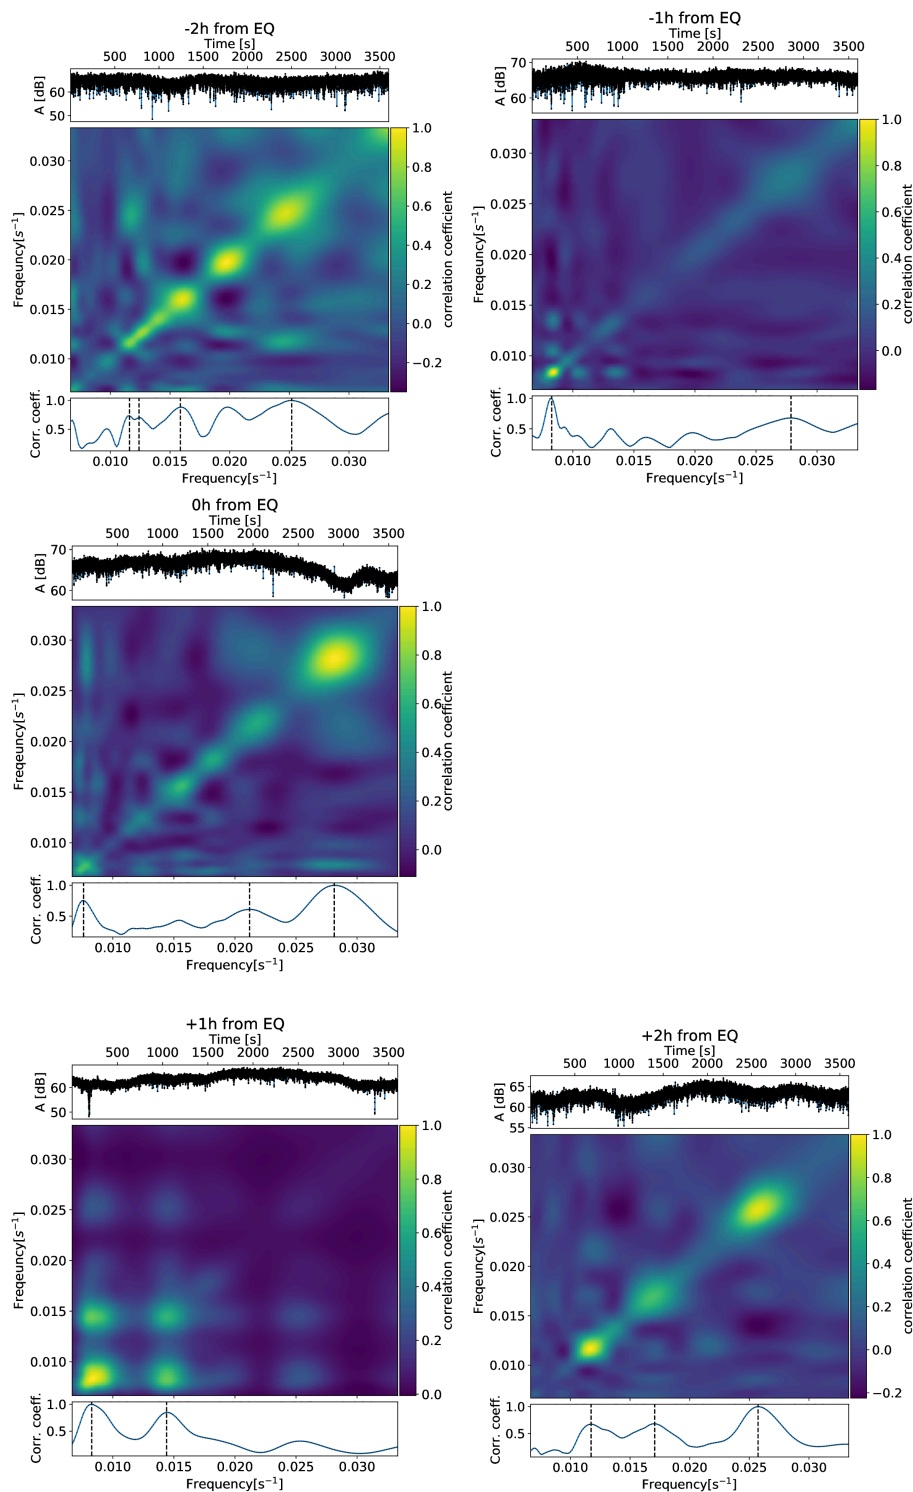 -2h from EQ
Time [s]
500 1000 1500 2000 2500 3000 3500
A [dB]
60
50
Freqeuncy[s⁻¹]
0.030
0.025
0.020
0.015
0.010
1.0
0.8
0.6
0.4
0.2
0.0
−0.2
correlation coefficient
Corr. coeff.
1.0
0.5
0.010 0.015 0.020 0.025 0.030
Frequency[s⁻¹]
-1h from EQ
Time [s]
500 1000 1500 2000 2500 3000 3500
A [dB]
70
60
Freqeuncy[s⁻¹]
0.030
0.025
0.020
0.015
0.010
1.0
0.8
0.6
0.4
0.2
0.0
correlation coefficient
Corr. coeff.
1.0
0.5
0.010 0.015 0.020 0.025 0.030
Frequency[s⁻¹]
0h from EQ
Time [s]
500 1000 1500 2000 2500 3000 3500
A [dB]
70
60
Freqeuncy[s⁻¹]
0.030
0.025
0.020
0.015
0.010
1.0
0.8
0.6
0.4
0.2
0.0
correlation coefficient
Corr. coeff.
1.0
0.5
0.010 0.015 0.020 0.025 0.030
Frequency[s⁻¹]
+1h from EQ
Time [s]
500 1000 1500 2000 2500 3000 3500
A [dB]
60
50
Freqeuncy[s⁻¹]
0.030
0.025
0.020
0.015
0.010
1.0
0.8
0.6
0.4
0.2
0.0
correlation coefficient
Corr. coeff.
1.0
0.5
0.010 0.015 0.020 0.025 0.030
Frequency[s⁻¹]
+2h from EQ
Time [s]
500 1000 1500 2000 2500 3000 3500
A [dB]
65
60
55
Freqeuncy[s⁻¹]
0.030
0.025
0.020
0.015
0.010
1.0
0.8
0.6
0.4
0.2
0.0
−0.2
correlation coefficient
Corr. coeff.
1.0
0.5
0.010 0.015 0.020 0.025 0.030
Frequency[s⁻¹]